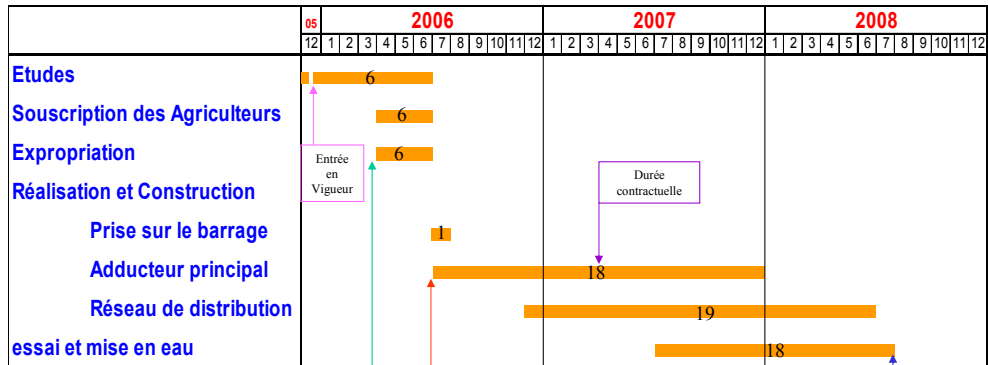 05 2006 2007 2008
12 1 2 3 4 5 6 7 8 9 10 11 12 1 2 3 4 5 6 7 8 9 10 11 12 1 2 3 4 5 6 7 8 9 10 11 12
Etudes 6
Souscription des Agriculteurs 6
Expropriation 6
Entrée
en
Vigueur
Durée
contractuelle
Réalisation et Construction
Prise sur le barrage 1
Adducteur principal 18
Réseau de distribution 19
essai et mise en eau 18